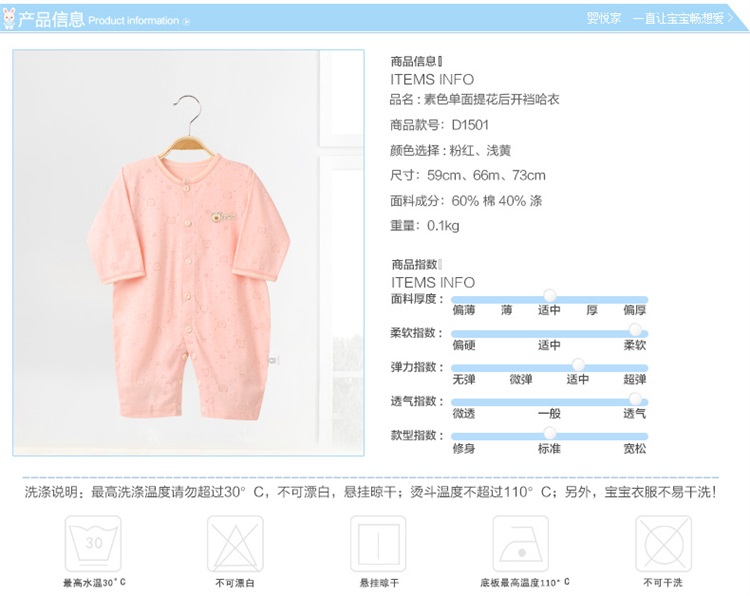 产品信息 Product information
婴悦家 一直让宝宝畅想爱
商品信息
ITEMS INFO
品名：素色单面提花后开裆哈衣
商品款号：D1501
颜色选择：粉红、浅黄
尺寸：59cm、66m、73cm
面料成分：60% 棉 40% 涤
重量：0.1kg
商品指数
ITEMS INFO
面料厚度：
偏薄 薄 适中 厚 偏厚
柔软指数：
偏硬 适中 柔软
弹力指数：
无弹 微弹 适中 超弹
透气指数：
微透 一般 透气
款型指数：
修身 标准 宽松
洗涤说明：最高洗涤温度请勿超过30°C，不可漂白，悬挂晾干；烫斗温度不超过110°C；另外，宝宝衣服不易干洗！
30
最高水温30°C 不可漂白 悬挂晾干 底板最高温度110°C 不可干洗